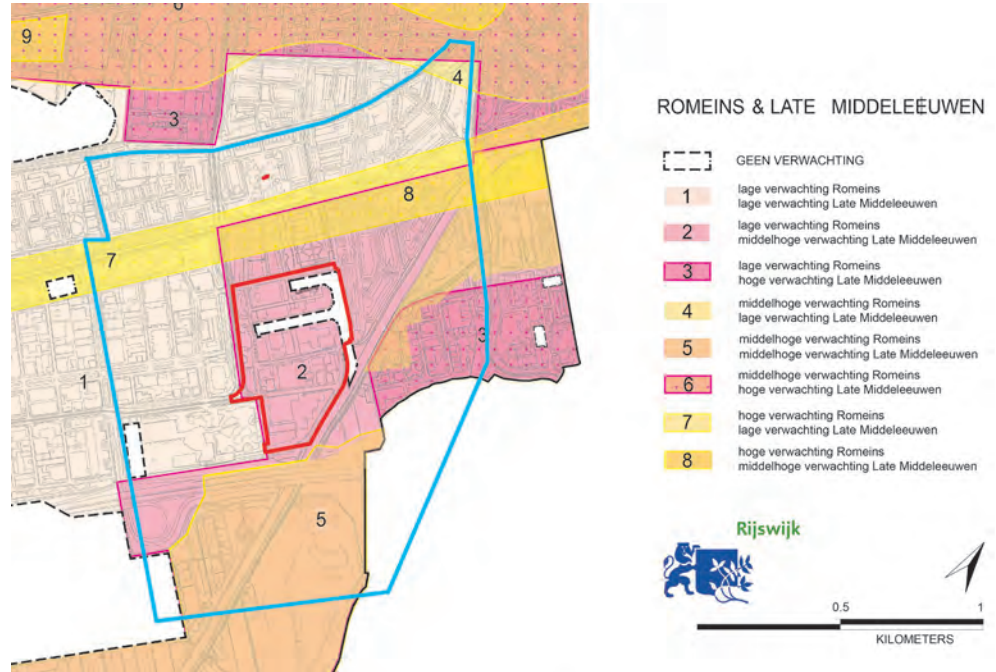 6
9
4
3
8
7
3
2
1
5
ROMEINS & LATE MIDDELEEUWEN
GEEN VERWACHTING
1 lage verwachting Romeins
lage verwachting Late Middeleeuwen
2 lage verwachting Romeins
middelhoge verwachting Late Middeleeuwen
3 lage verwachting Romeins
hoge verwachting Late Middeleeuwen
4 middelhoge verwachting Romeins
lage verwachting Late Middeleeuwen
5 middelhoge verwachting Romeins
middelhoge verwachting Late Middeleeuwen
6 middelhoge verwachting Romeins
hoge verwachting Late Middeleeuwen
7 hoge verwachting Romeins
lage verwachting Late Middeleeuwen
8 hoge verwachting Romeins
middelhoge verwachting Late Middeleeuwen
Rijswijk
0.5 1
KILOMETERS